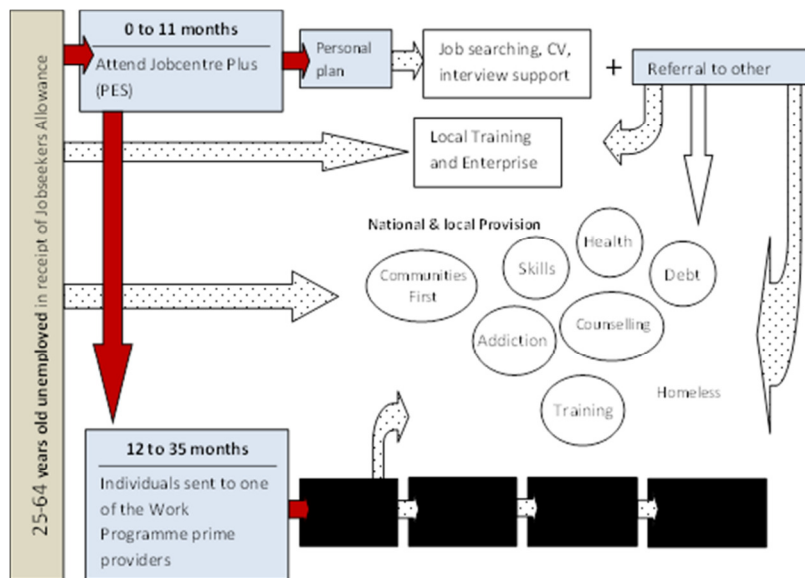 25-64 years old unemployed in receipt of Jobseekers Allowance
0 to 11 months
Attend Jobcentre Plus
(PES)
Personal
plan
Job searching, CV,
interview support
+
Referral to other
Local Training
and Enterprise
National & local Provision
Communities
First
Skills
Health
Debt
Addiction
Counselling
Training
Homeless
12 to 35 months
Individuals sent to one
of the Work
Programme prime
providers